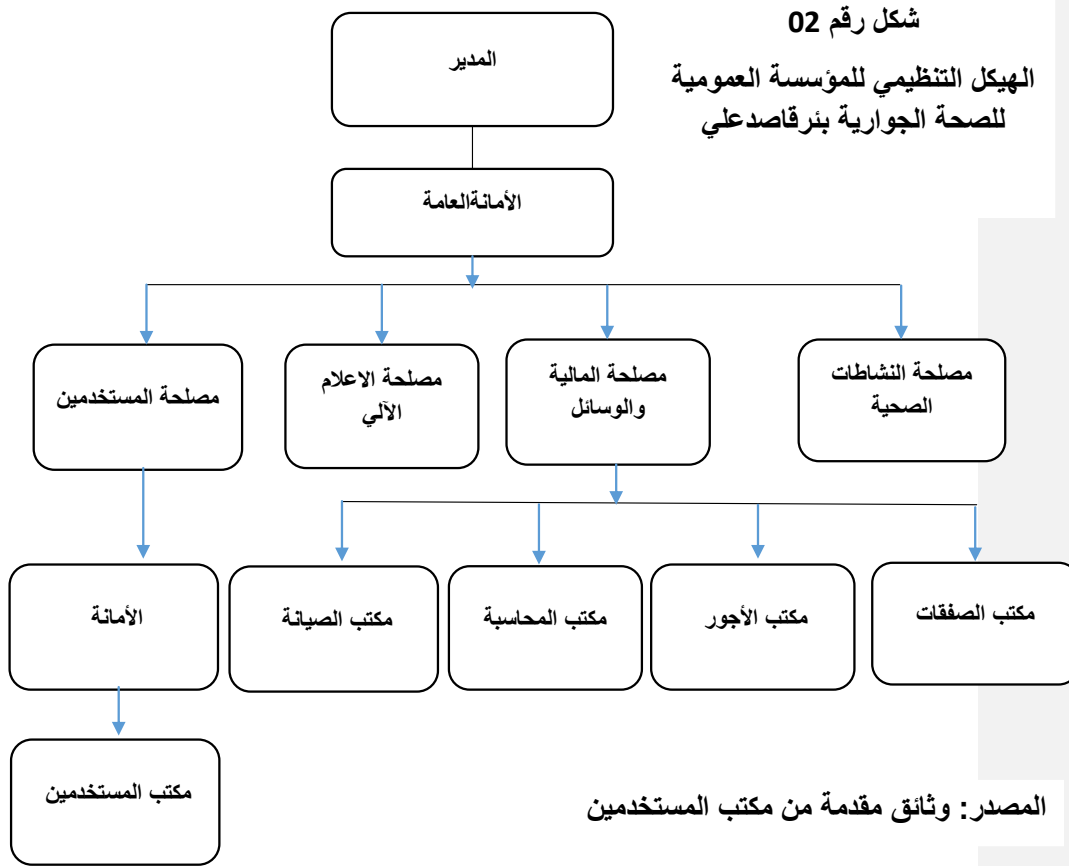 شكل رقم 02
الهيكل التنظيمي للمؤسسة العمومية
للصحة الجوارية بئرقاصدعلي
المدير
الأمانةالعامة
مصلحة النشاطات
الصحية
مصلحة المالية
والوسائل
مصلحة الاعلام
الآلي
مصلحة المستخدمين
مكتب الصفقات
مكتب الأجور
مكتب المحاسبة
مكتب الصيانة
الأمانة
مكتب المستخدمين
المصدر: وثائق مقدمة من مكتب المستخدمين